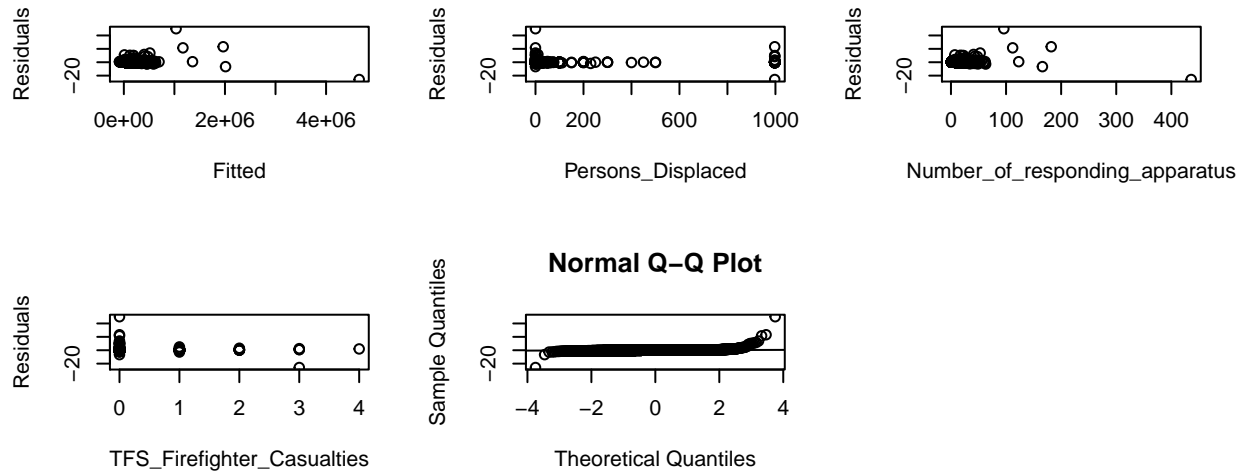 Residuals
−20
0e+00 2e+06 4e+06
Fitted
Residuals
−20
0 200 600 1000
Persons_Displaced
Residuals
−20
0 100 200 300 400
Number_of_responding_apparatus
Residuals
−20
0 1 2 3 4
TFS_Firefighter_Casualties
Normal Q−Q Plot
Sample Quantiles
−20
−4 −2 0 2 4
Theoretical Quantiles